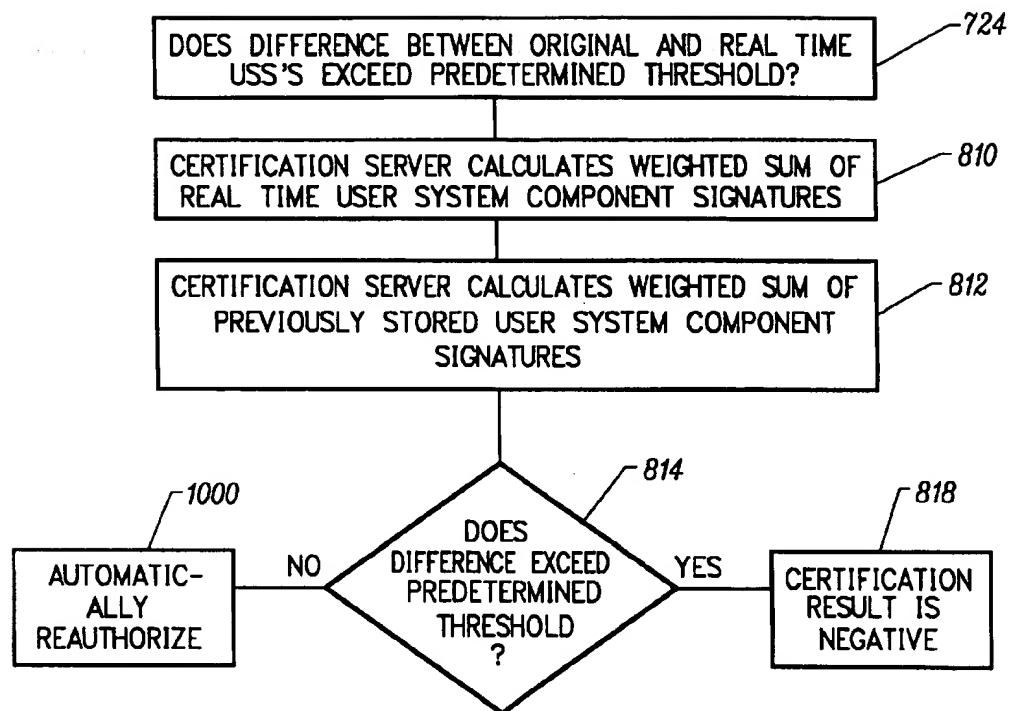 DOES DIFFERENCE BETWEEN ORIGINAL AND REAL TIME
USS'S EXCEED PREDETERMINED THRESHOLD?
724
CERTIFICATION SERVER CALCULATES WEIGHTED SUM OF
REAL TIME USER SYSTEM COMPONENT SIGNATURES
810
CERTIFICATION SERVER CALCULATES WEIGHTED SUM OF
PREVIOUSLY STORED USER SYSTEM COMPONENT
SIGNATURES
812
814
DOES
DIFFERENCE EXCEED
PREDETERMINED
THRESHOLD
?
NO
YES
1000
AUTOMATIC-
ALLY
REAUTHORIZE
818
CERTIFICATION
RESULT IS
NEGATIVE